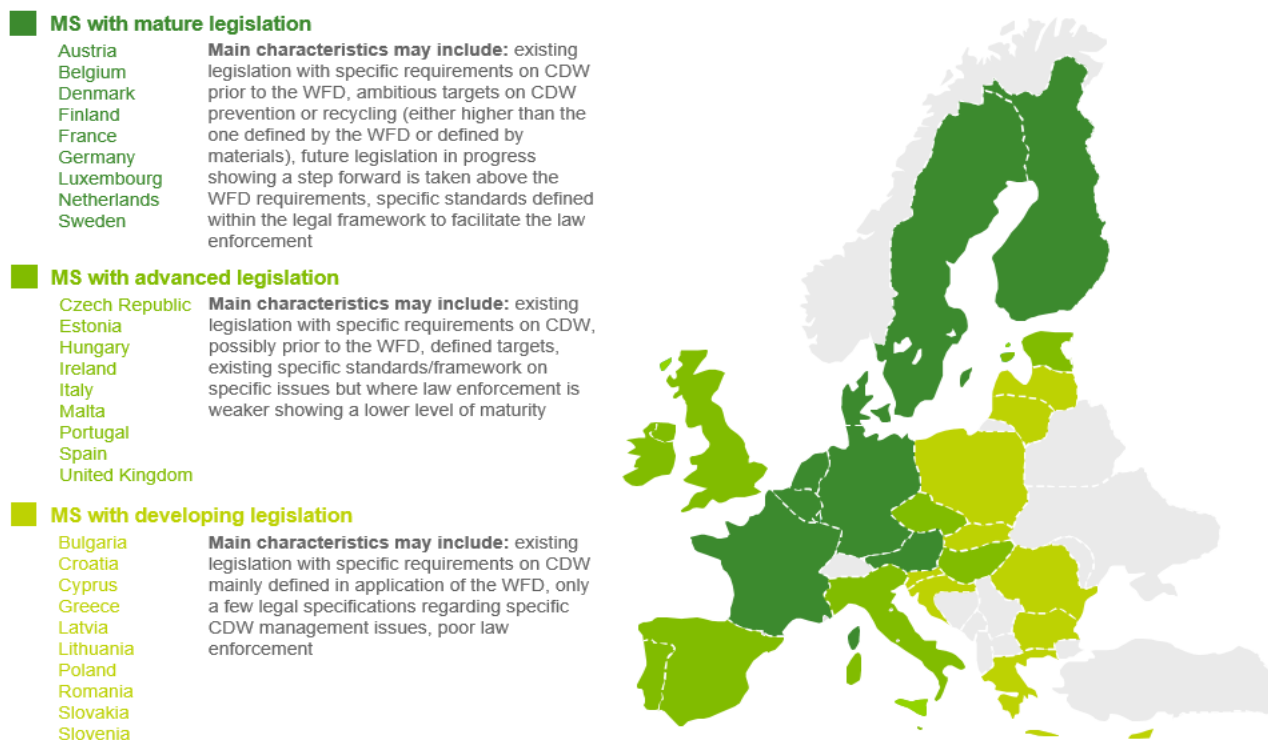 MS with mature legislation
Austria
Belgium
Denmark
Finland
France
Germany
Luxembourg
Netherlands
Sweden
Main characteristics may include: existing
legislation with specific requirements on CDW
prior to the WFD, ambitious targets on CDW
prevention or recycling (either higher than the
one defined by the WFD or defined by
materials), future legislation in progress
showing a step forward is taken above the
WFD requirements, specific standards defined
within the legal framework to facilitate the law
enforcement
MS with advanced legislation
Czech Republic
Estonia
Hungary
Ireland
Italy
Malta
Portugal
Spain
United Kingdom
Main characteristics may include: existing
legislation with specific requirements on CDW,
possibly prior to the WFD, defined targets,
existing specific standards/framework on
specific issues but where law enforcement is
weaker showing a lower level of maturity
MS with developing legislation
Bulgaria
Croatia
Cyprus
Greece
Latvia
Lithuania
Poland
Romania
Slovakia
Slovenia
Main characteristics may include: existing
legislation with specific requirements on CDW
mainly defined in application of the WFD, only
a few legal specifications regarding specific
CDW management issues, poor law
enforcement